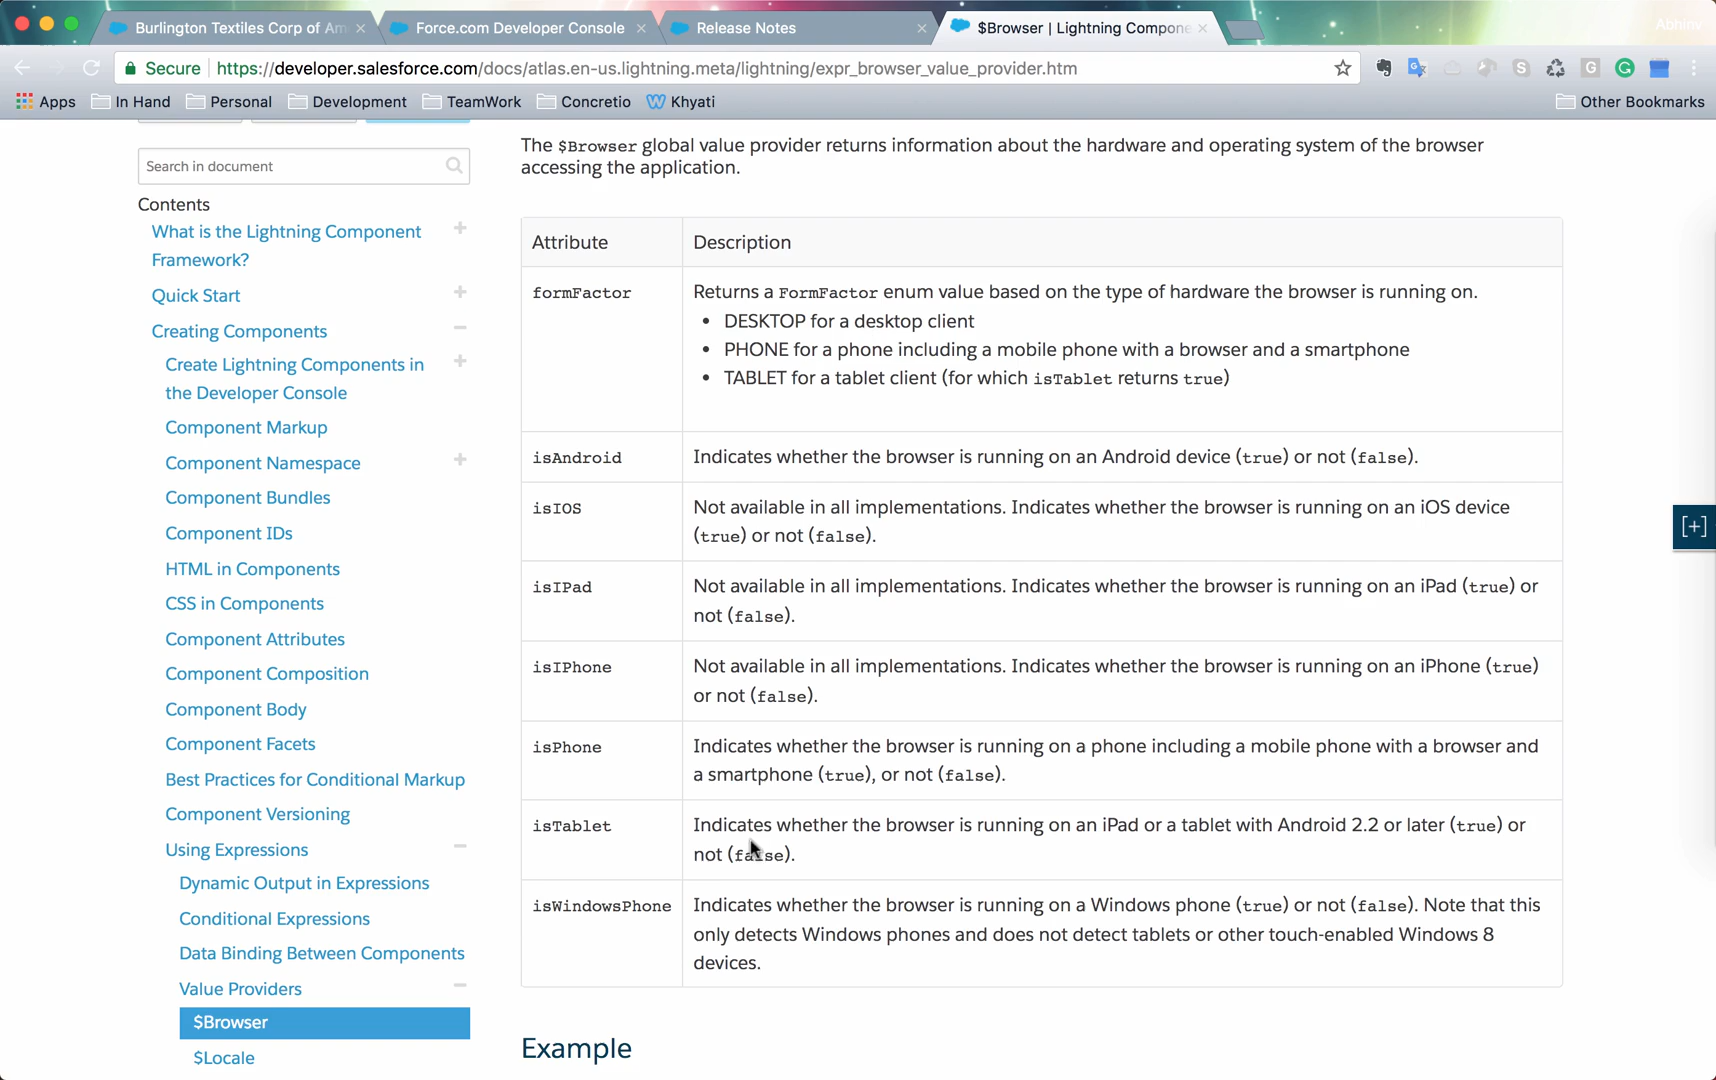 Burlington Textiles Corp of Am
Force.com Developer Console
Release Notes
$Browser | Lightning Compone
Abhinv
Secure
https://developer.salesforce.com/docs/atlas.en-us.lightning.meta/lightning/expr_browser_value_provider.htm
Apps
In Hand
Personal
Development
TeamWork
Concretio
Khyati
Other Bookmarks
Search in document
Contents
What is the Lightning Component
Framework?
Quick Start
Creating Components
Create Lightning Components in
the Developer Console
Component Markup
Component Namespace
Component Bundles
Component IDs
HTML in Components
CSS in Components
Component Attributes
Component Composition
Component Body
Component Facets
Best Practices for Conditional Markup
Component Versioning
Using Expressions
Dynamic Output in Expressions
Conditional Expressions
Data Binding Between Components
Value Providers
$Browser
$Locale
The $Browser global value provider returns information about the hardware and operating system of the browser
accessing the application.
Attribute
Description
formFactor
Returns a FormFactor enum value based on the type of hardware the browser is running on.
• DESKTOP for a desktop client
• PHONE for a phone including a mobile phone with a browser and a smartphone
• TABLET for a tablet client (for which isTablet returns true)
isAndroid
Indicates whether the browser is running on an Android device (true) or not (false).
isIOS
Not available in all implementations. Indicates whether the browser is running on an iOS device
(true) or not (false).
isIPad
Not available in all implementations. Indicates whether the browser is running on an iPad (true) or
not (false).
isIPhone
Not available in all implementations. Indicates whether the browser is running on an iPhone (true)
or not (false).
isPhone
Indicates whether the browser is running on a phone including a mobile phone with a browser and
a smartphone (true), or not (false).
isTablet
Indicates whether the browser is running on an iPad or a tablet with Android 2.2 or later (true) or
not (false).
isWindowsPhone
Indicates whether the browser is running on a Windows phone (true) or not (false). Note that this
only detects Windows phones and does not detect tablets or other touch-enabled Windows 8
devices.
Example
[+]